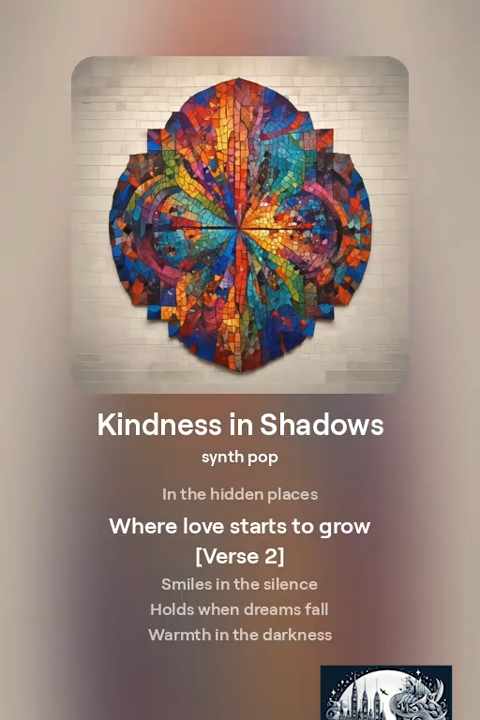 Kindness in Shadows
synth pop
In the hidden places
Where love starts to grow
[Verse 2]
Smiles in the silence
Holds when dreams fall
Warmth in the darkness